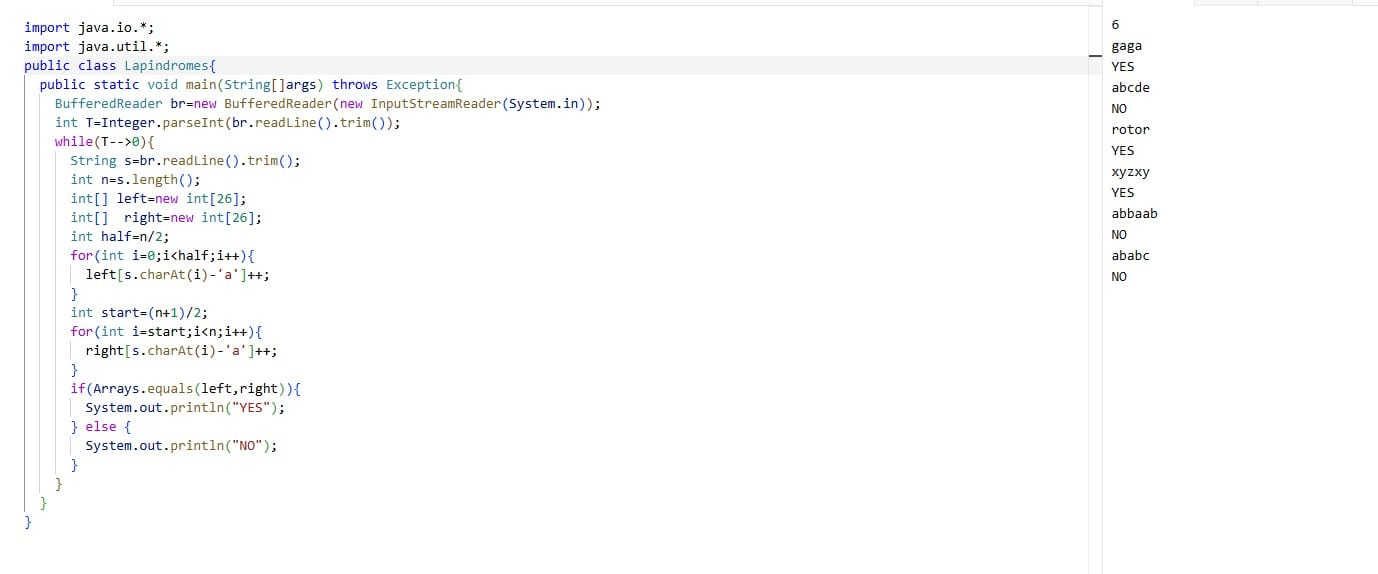 import java.io.*;
import java.util.*;
public class Lapindromes{
  public static void main(String[]args) throws Exception{
    BufferedReader br=new BufferedReader(new InputStreamReader(System.in));
    int T=Integer.parseInt(br.readLine().trim());
    while(T-->0){
      String s=br.readLine().trim();
      int n=s.length();
      int[] left=new int[26];
      int[]  right=new int[26];
      int half=n/2;
      for(int i=0;i<half;i++){
        left[s.charAt(i)-'a']++;
      }
      int start=(n+1)/2;
      for(int i=start;i<n;i++){
        right[s.charAt(i)-'a']++;
      }
      if(Arrays.equals(left,right)){
        System.out.println("YES");
      } else {
        System.out.println("NO");
      }
    }
  }
}
6
gaga
YES
abcde
NO
rotor
YES
xyzxy
YES
abbaab
NO
ababc
NO